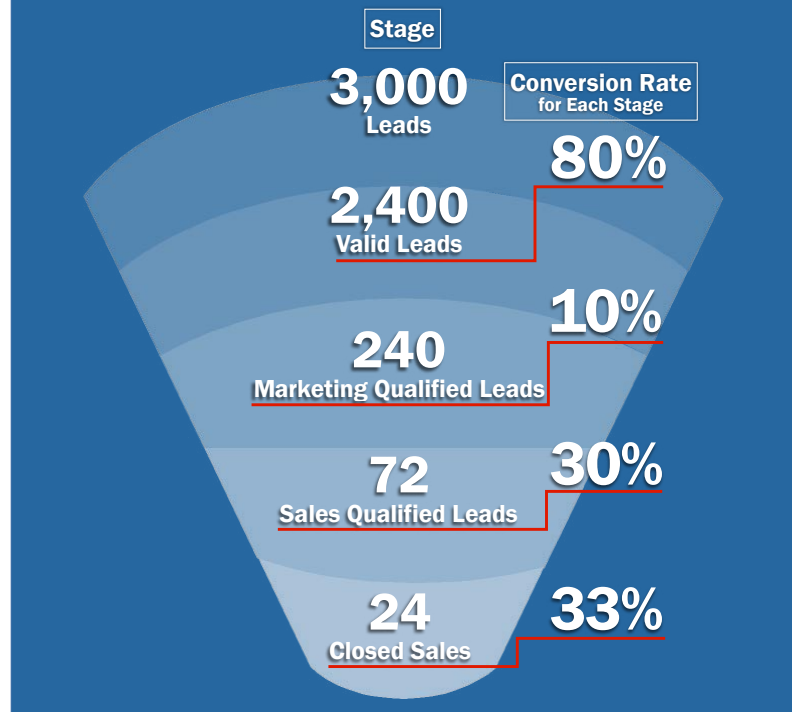 Stage
3,000
Leads
Conversion Rate
for Each Stage
80%
2,400
Valid Leads
10%
240
Marketing Qualified Leads
30%
72
Sales Qualified Leads
33%
24
Closed Sales